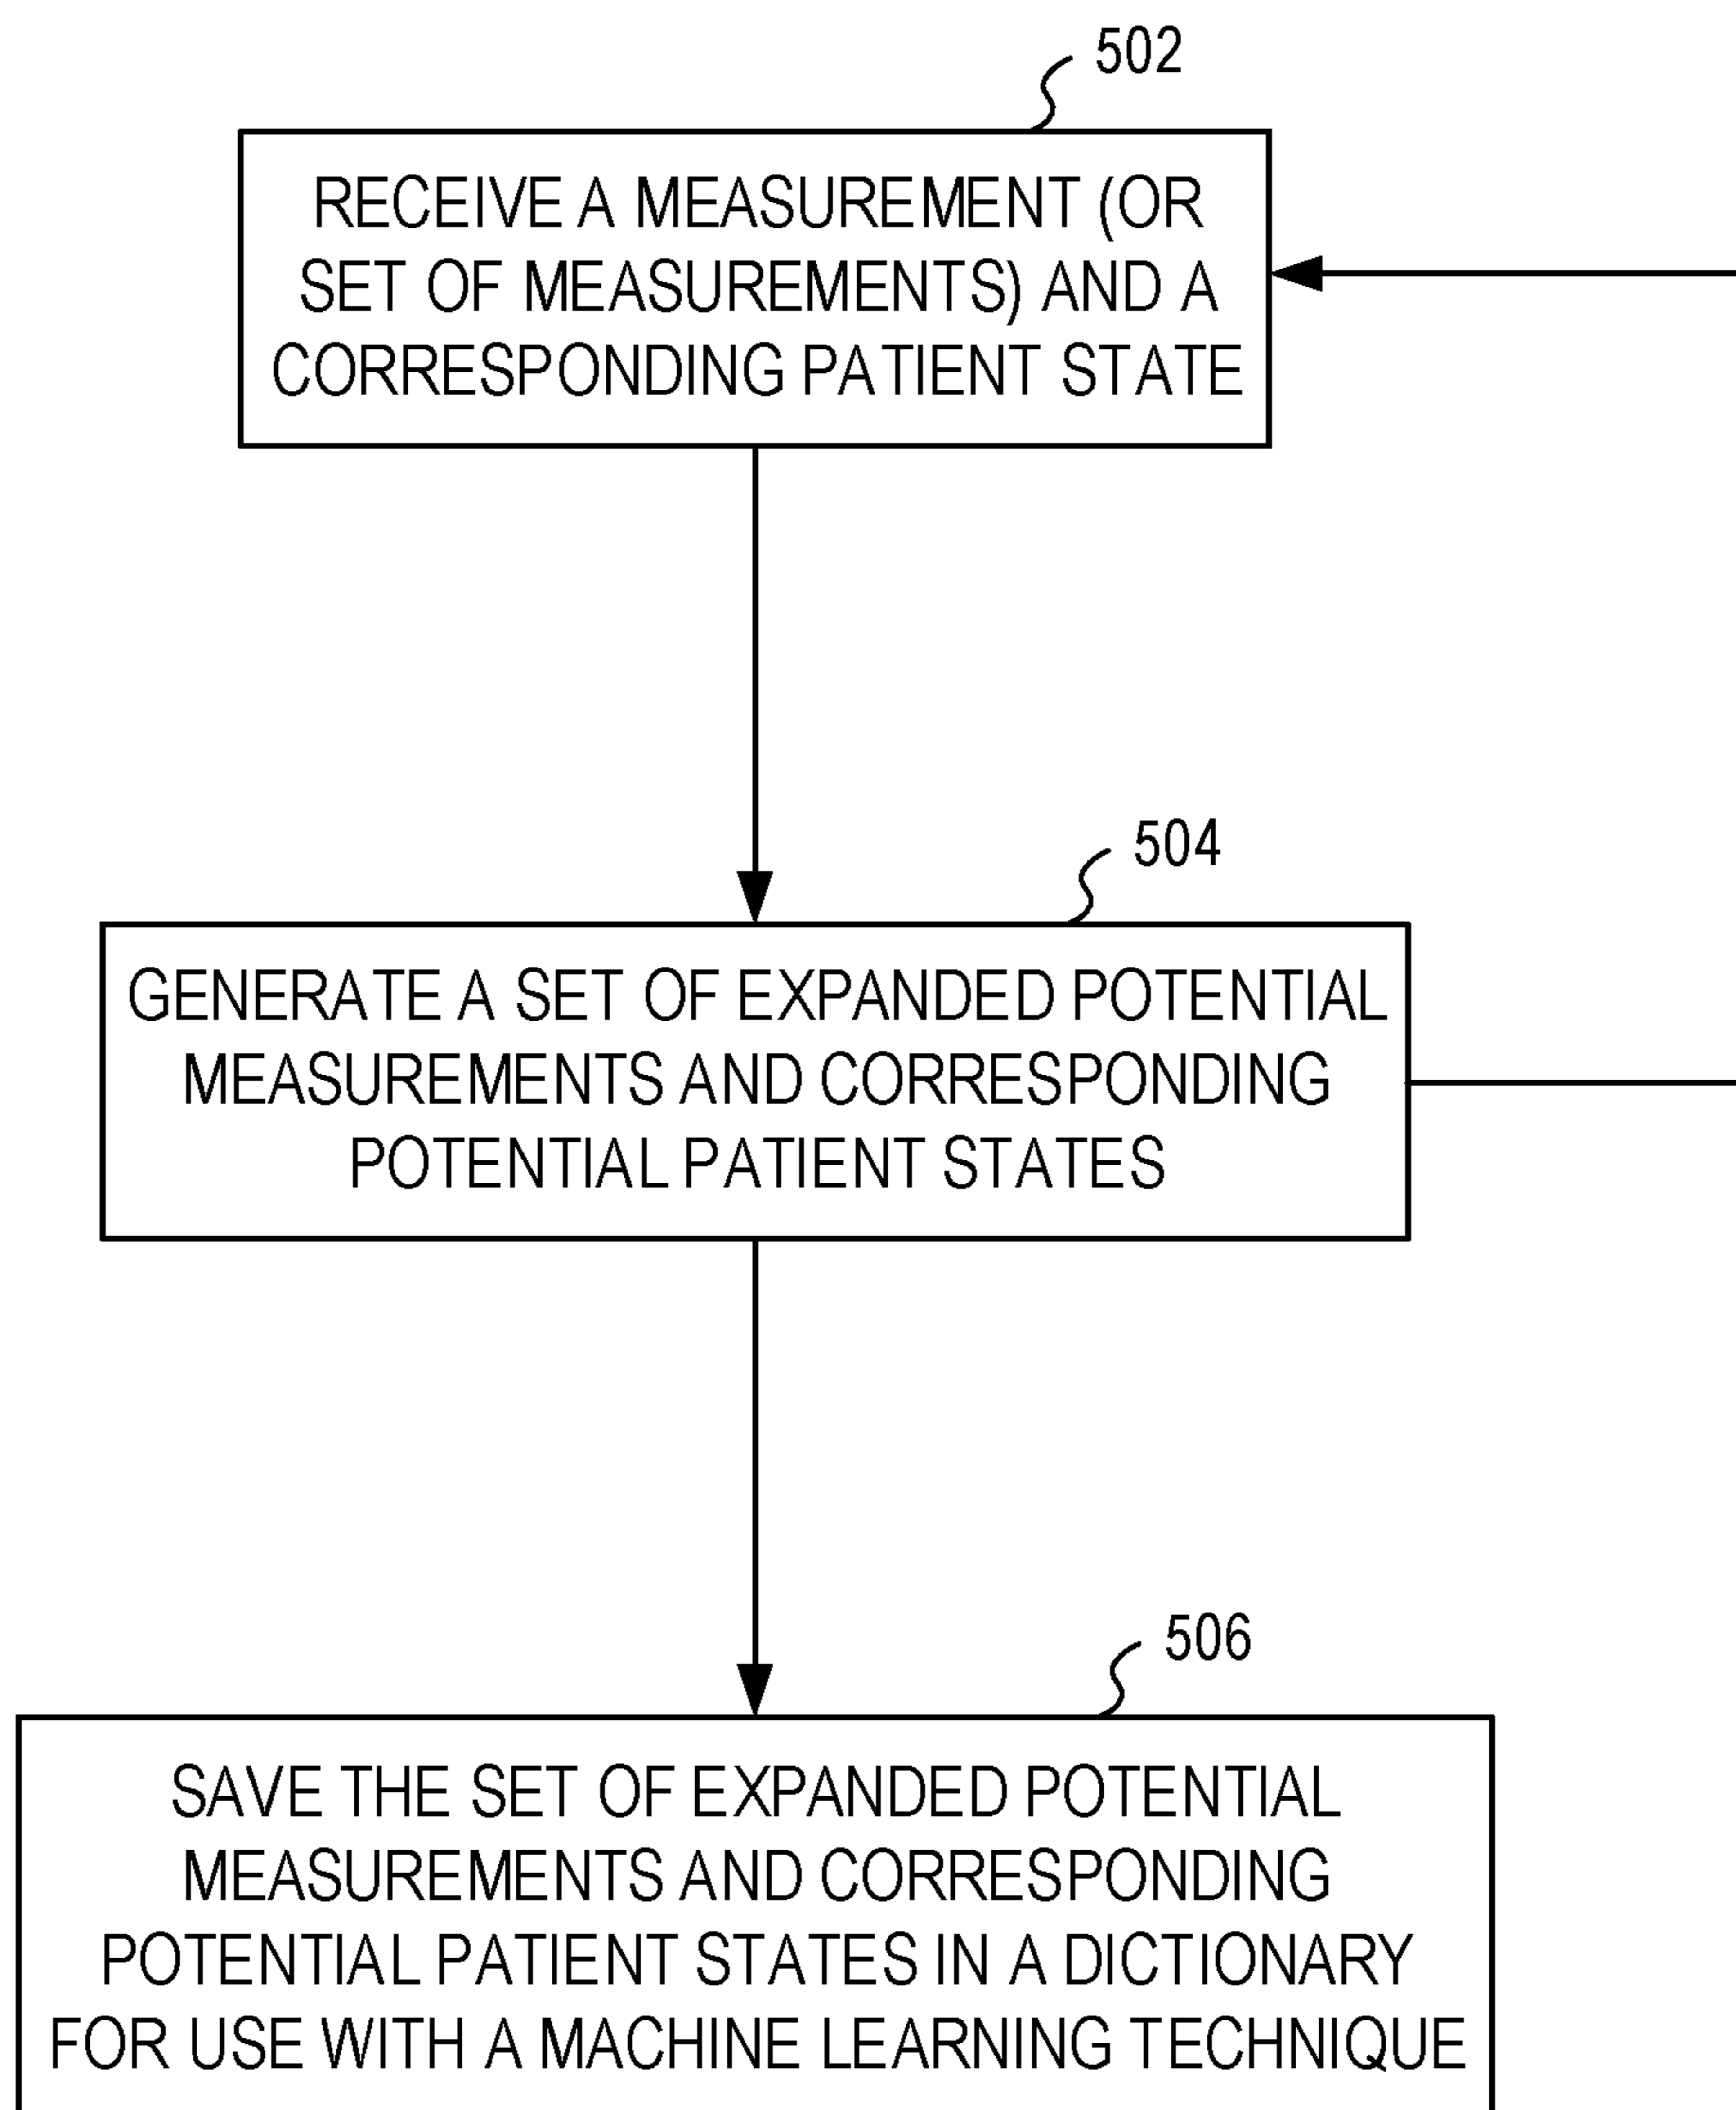 502
RECEIVE A MEASUREMENT (OR
SET OF MEASUREMENTS) AND A
CORRESPONDING PATIENT STATE
504
GENERATE A SET OF EXPANDED POTENTIAL
MEASUREMENTS AND CORRESPONDING
POTENTIAL PATIENT STATES
506
SAVE THE SET OF EXPANDED POTENTIAL
MEASUREMENTS AND CORRESPONDING
POTENTIAL PATIENT STATES IN A DICTIONARY
FOR USE WITH A MACHINE LEARNING TECHNIQUE